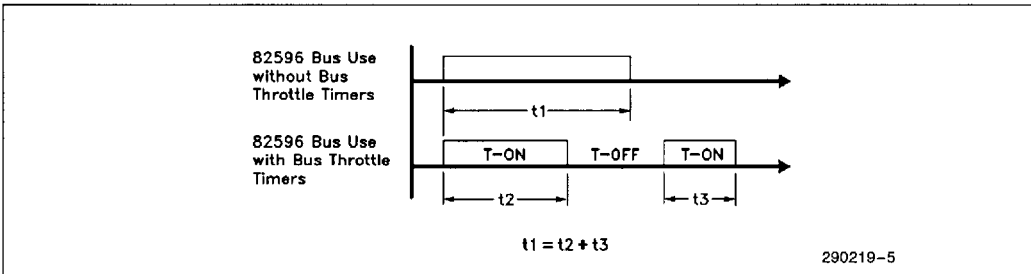 82596 Bus Use
without Bus
Throttle Timers
t1
82596 Bus Use
with Bus Throttle
Timers
T-ON T-OFF T-ON
t2 t3
t1 = t2 + t3
290219-5